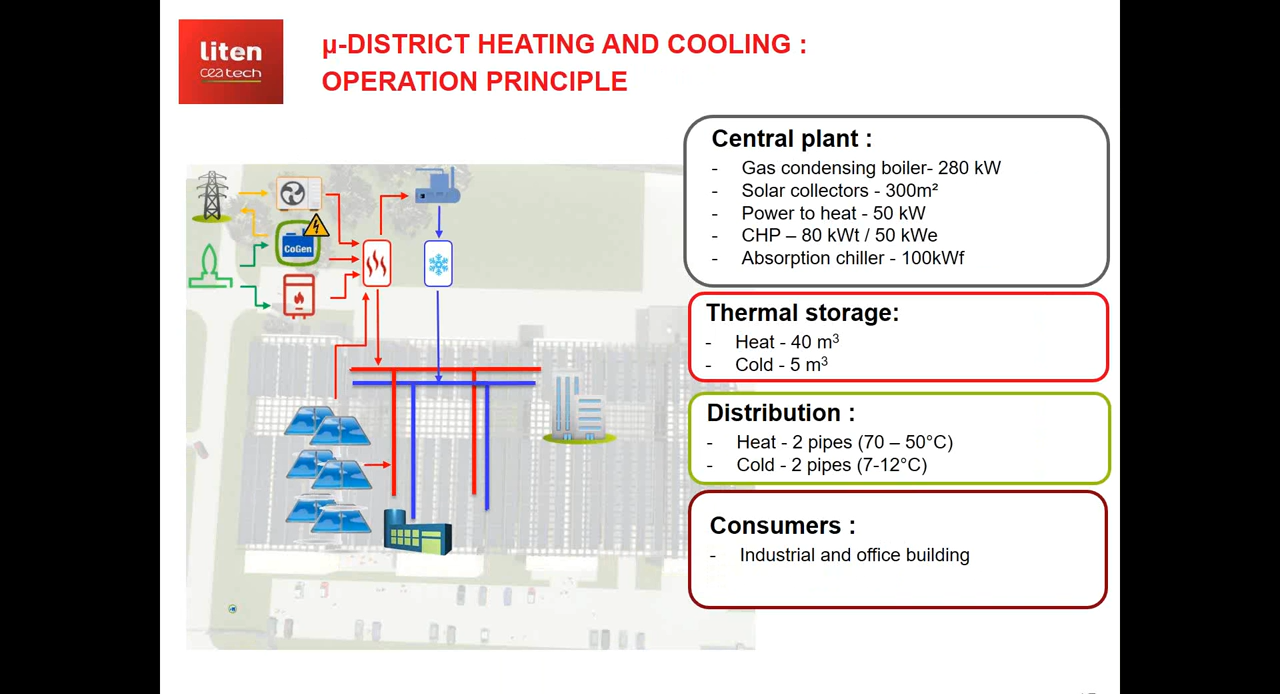 liten
ceatech
µ-DISTRICT HEATING AND COOLING :
OPERATION PRINCIPLE
CoGen
Central plant :
- Gas condensing boiler- 280 kW
- Solar collectors - 300m²
- Power to heat - 50 kW
- CHP – 80 kWt / 50 kWe
- Absorption chiller - 100kWf
Thermal storage:
- Heat - 40 m³
- Cold - 5 m³
Distribution :
- Heat - 2 pipes (70 – 50°C)
- Cold - 2 pipes (7-12°C)
Consumers :
- Industrial and office building